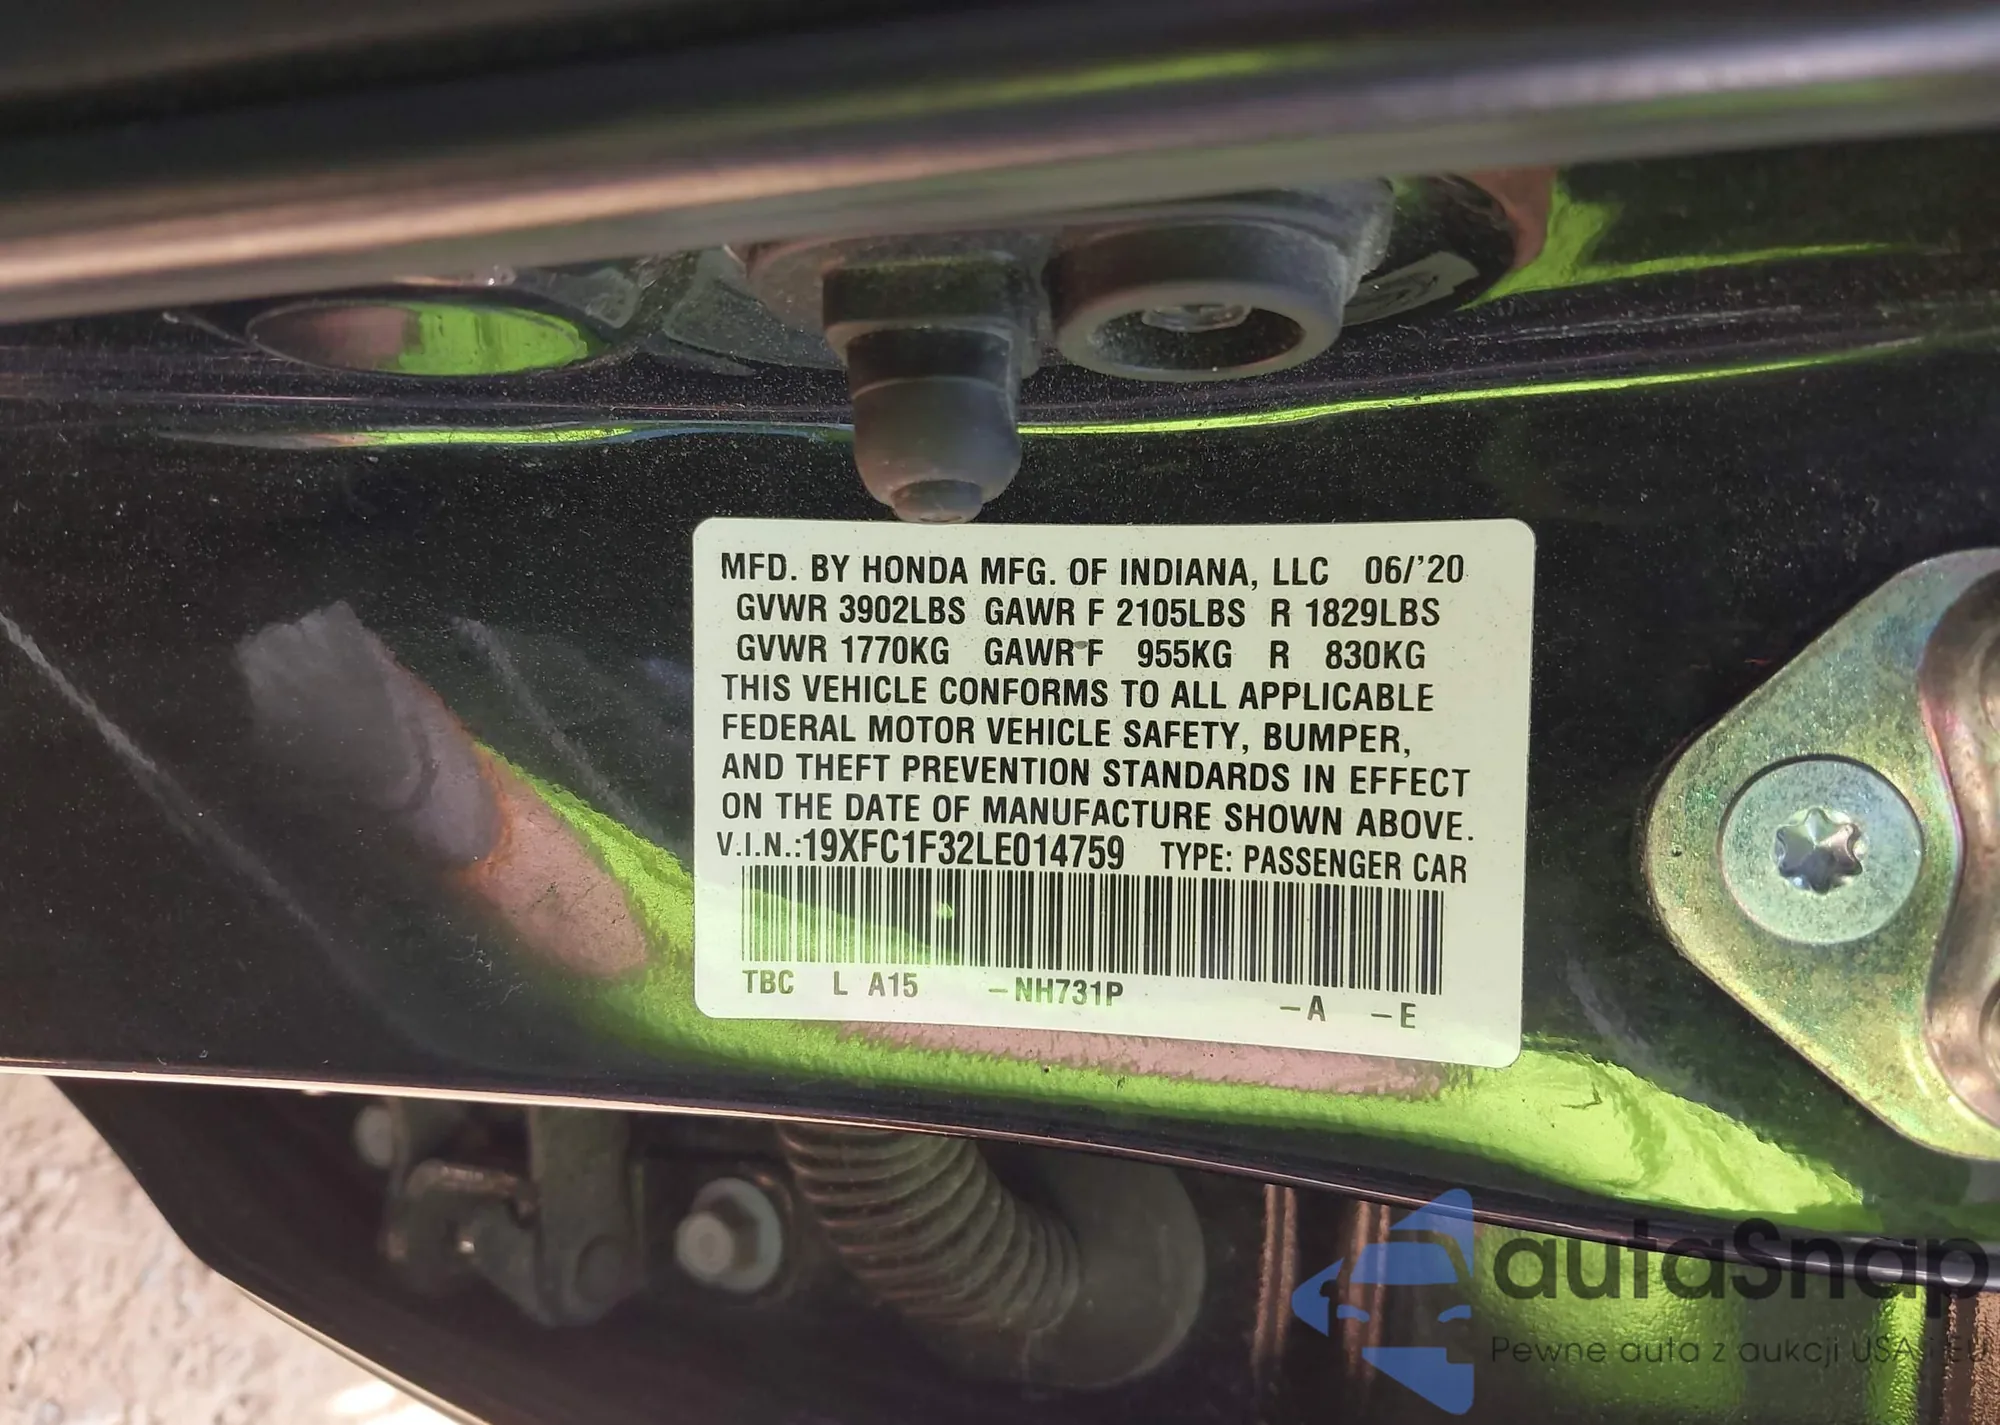 MFD. BY HONDA MFG. OF INDIANA, LLC 06/'20
GVWR 3902LBS GAWR F 2105LBS R 1829LBS
GVWR 1770KG GAWR F 955KG R 830KG
THIS VEHICLE CONFORMS TO ALL APPLICABLE
FEDERAL MOTOR VEHICLE SAFETY, BUMPER,
AND THEFT PREVENTION STANDARDS IN EFFECT
ON THE DATE OF MANUFACTURE SHOWN ABOVE.
V.I.N.:19XFC1F32LE014759 TYPE: PASSENGER CAR
TBC L A15 –NH731P –A –E
autaSnap
Pewne auta z aukcji USA i EU